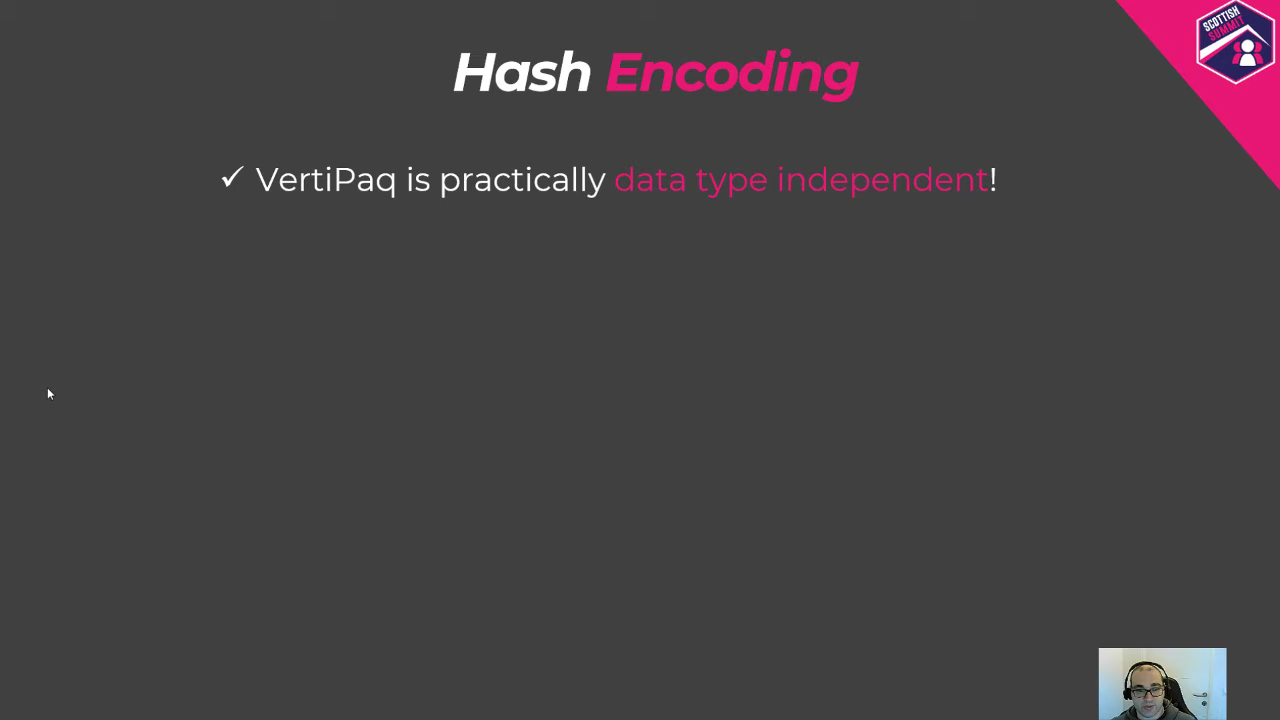 SCOTTISH
SUMMIT
Hash Encoding
✓ VertiPaq is practically data type independent!